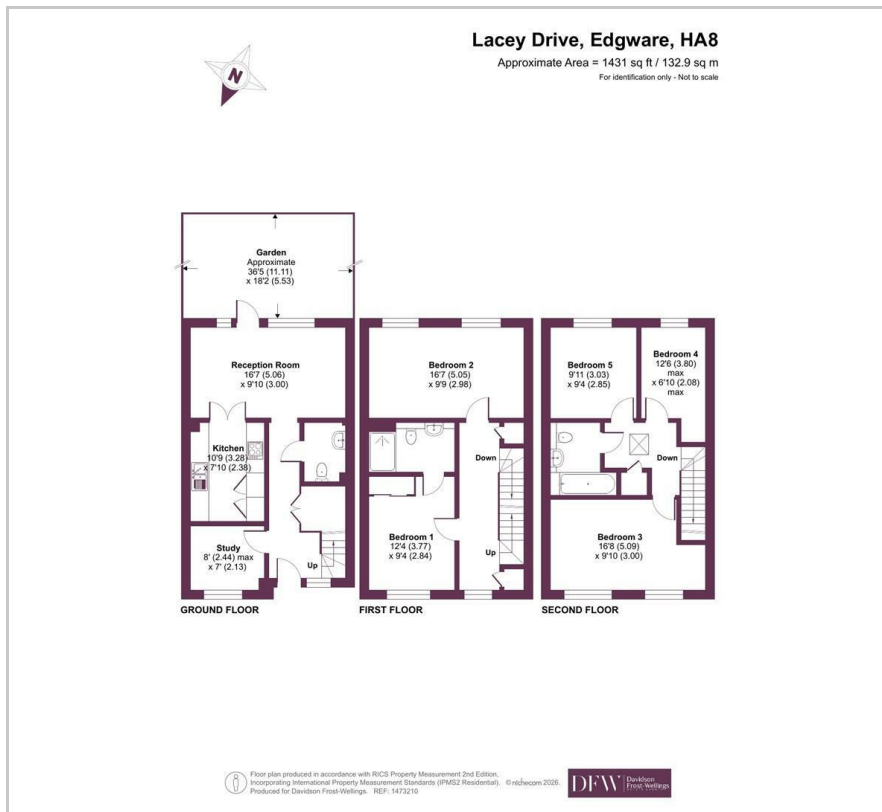 Lacey Drive, Edgware, HA8
Approximate Area = 1431 sq ft / 132.9 sq m
For identification only - Not to scale
N
Garden
Approximate
36'5 (11.11)
x 18'2 (5.53)
Reception Room
16'7 (5.06)
x 9'10 (3.00)
Kitchen
10'9 (3.28)
x 7'10 (2.38)
Study
8' (2.44) max
x 7' (2.13)
Up
GROUND FLOOR
Bedroom 2
16'7 (5.05)
x 9'9 (2.98)
Down
Bedroom 1
12'4 (3.77)
x 9'4 (2.84)
Up
FIRST FLOOR
Bedroom 5
9'11 (3.03)
x 9'4 (2.85)
Bedroom 4
12'6 (3.80)
max
x 6'10 (2.08)
max
Down
Bedroom 3
16'8 (5.09)
x 9'10 (3.00)
SECOND FLOOR
Floor plan produced in accordance with RICS Property Measurement 2nd Edition,
Incorporating International Property Measurement Standards (IPMS2 Residential). ©nichecom 2026.
Produced for Davidson Frost-Wellings. REF: 1473210
DFW Davidson
Frost-Wellings